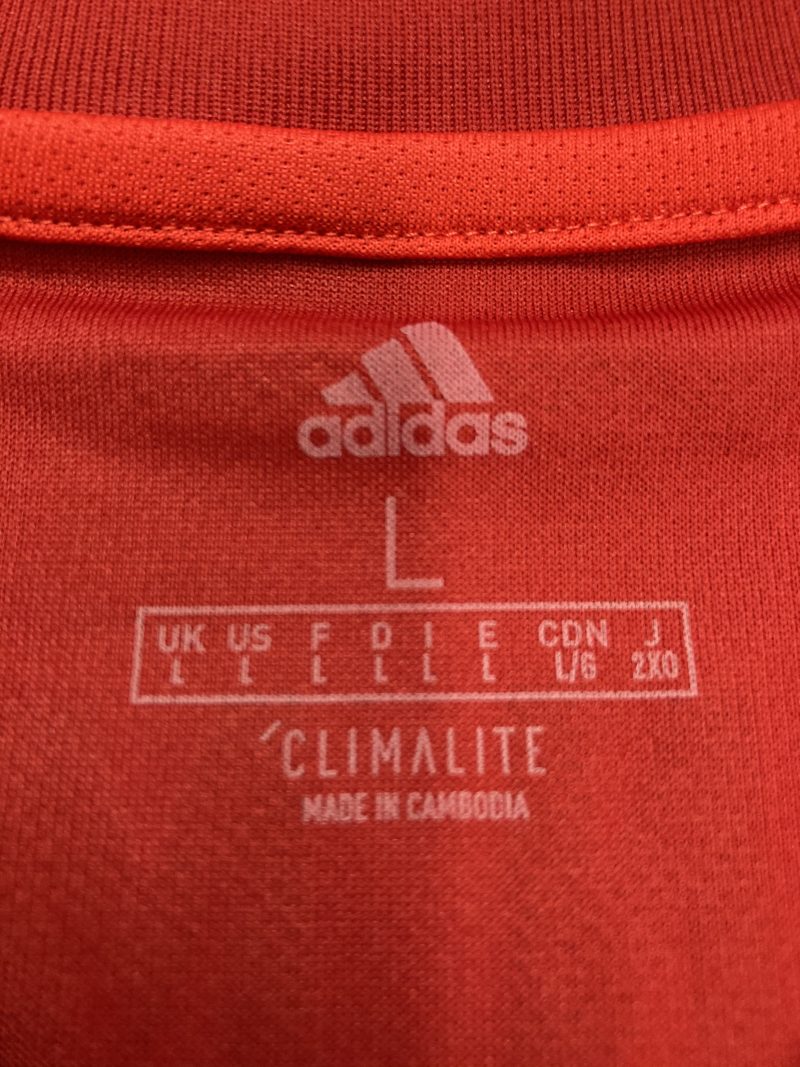 adidas
L
UK US F D I E CDN J
L L L L L L L/G 2XO
CLIMALITE
MADE IN CAMBODIA